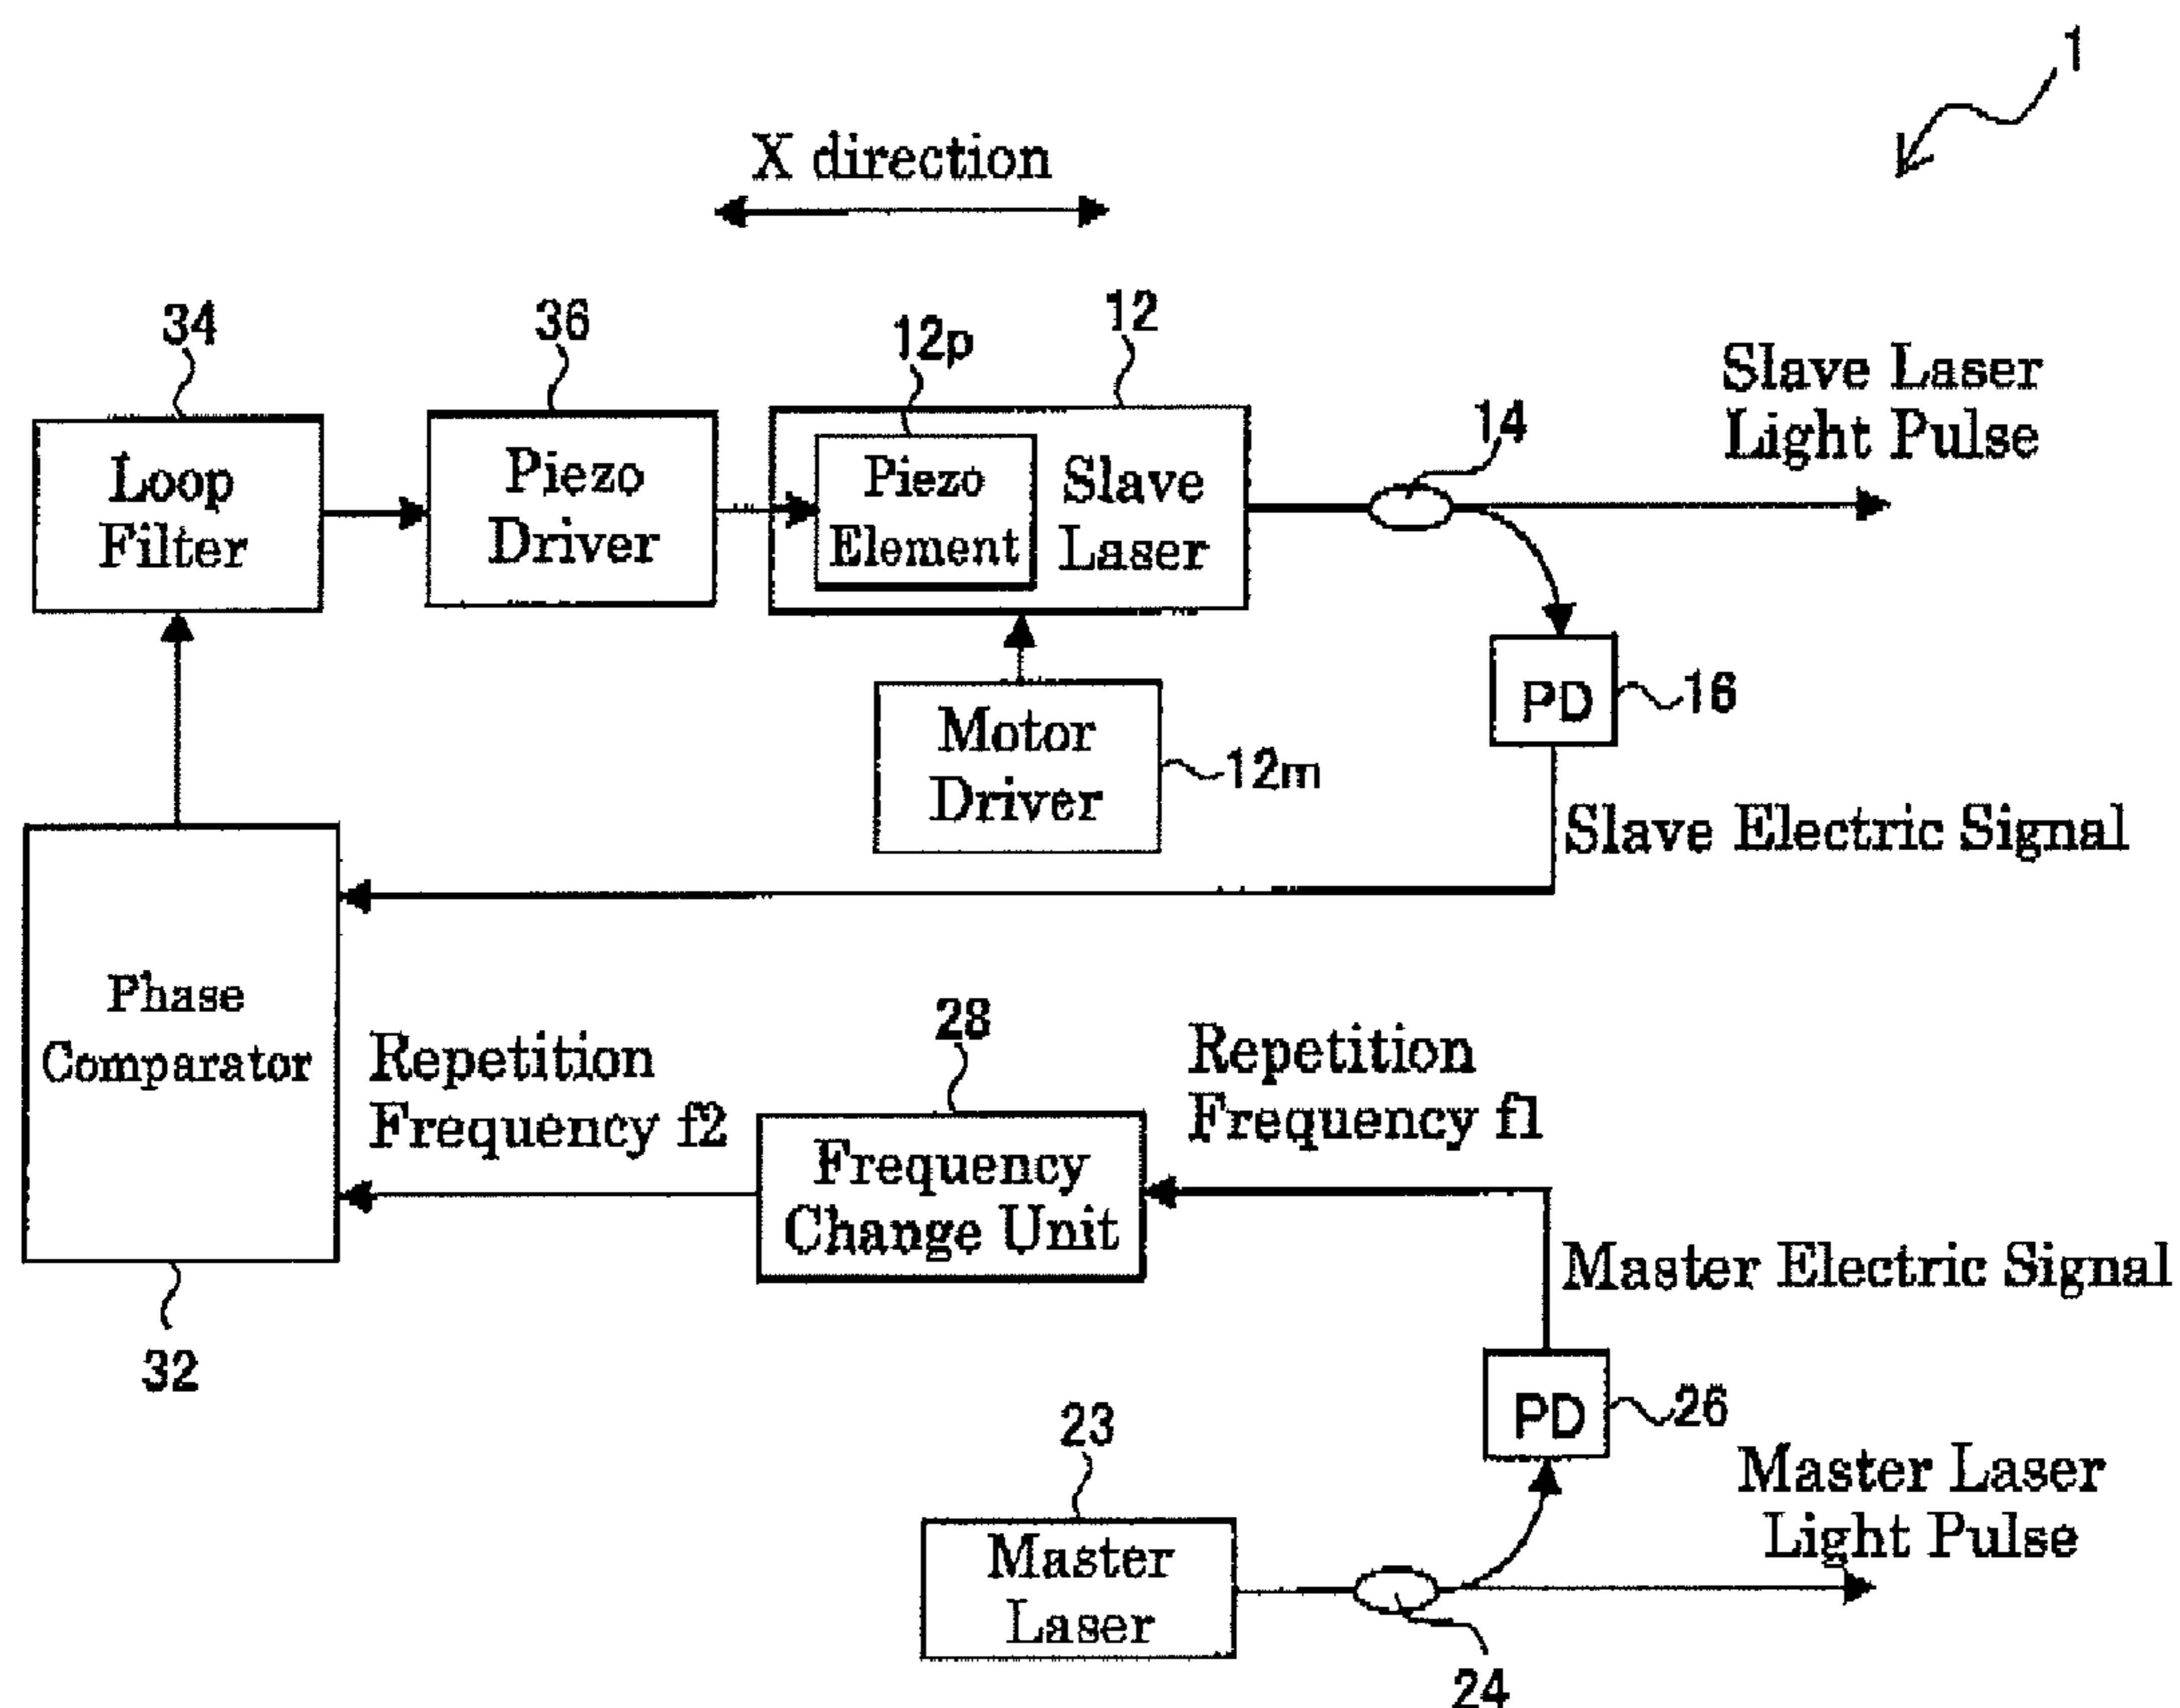 1
X direction
34
36
12p
12
14
Slave Laser
Light Pulse
Loop
Filter
Piezo
Driver
Piezo
Element
Slave
Laser
PD
16
Motor
Driver
12m
Slave Electric Signal
Phase
Comparator
32
Repetition
Frequency f2
28
Frequency
Change Unit
Repetition
Frequency f1
Master Electric Signal
PD
26
23
Master
Laser
24
Master Laser
Light Pulse